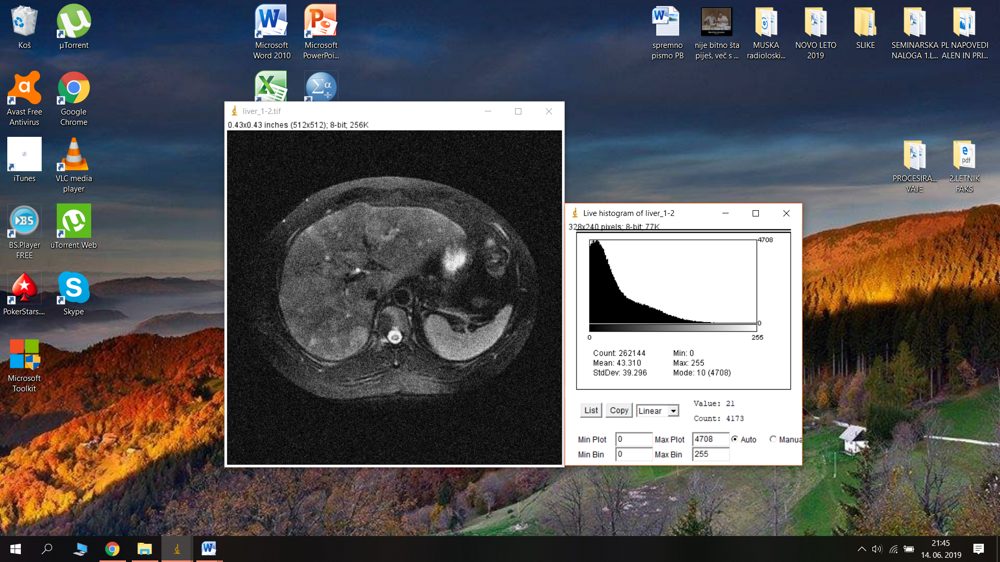 Koš
µTorrent
Microsoft
Word 2010
Microsoft
PowerPoi...
spremno
pismo PB
nije bitno šta
piješ, več s ...
MUSKA
radioloski...
NOVO LETO
2019
SLIKE
SEMINARSKA
NALOGA 1.L...
PL NAPOVEDI
ALEN IN PRI...
Avast Free
Antivirus
Google
Chrome
iTunes
VLC media
player
PROCESIRA...
VAJE
2.LETNIK
FAKS
BS.Player
FREE
uTorrent Web
PokerStars....
Skype
Microsoft
Toolkit
liver_1-2.tif
0.43x0.43 inches (512x512); 8-bit; 256K
Live histogram of liver_1-2
328x240 pixels; 8-bit; 77K
4708
0
0 255
Count: 262144 Min: 0
Mean: 43.310 Max: 255
StdDev: 39.296 Mode: 10 (4708)
List Copy Linear
Value: 21
Count: 4173
Min Plot 0 Max Plot 4708 Auto Manua
Min Bin 0 Max Bin 255
21:45
14. 06. 2019